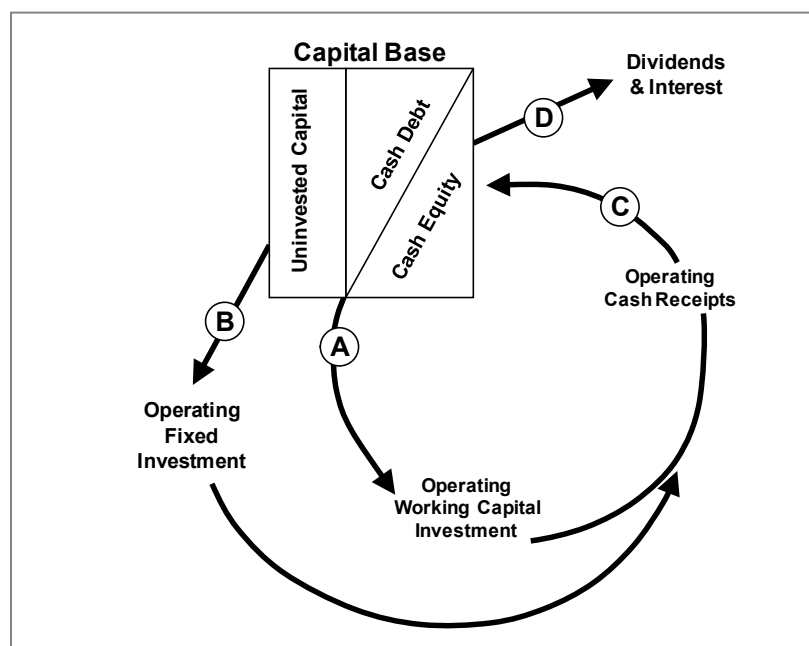 Capital Base
Dividends
& Interest
Uninvested Capital
Cash Debt
Cash Equity
D
C
Operating
Cash Receipts
B
A
Operating
Fixed
Investment
Operating
Working Capital
Investment